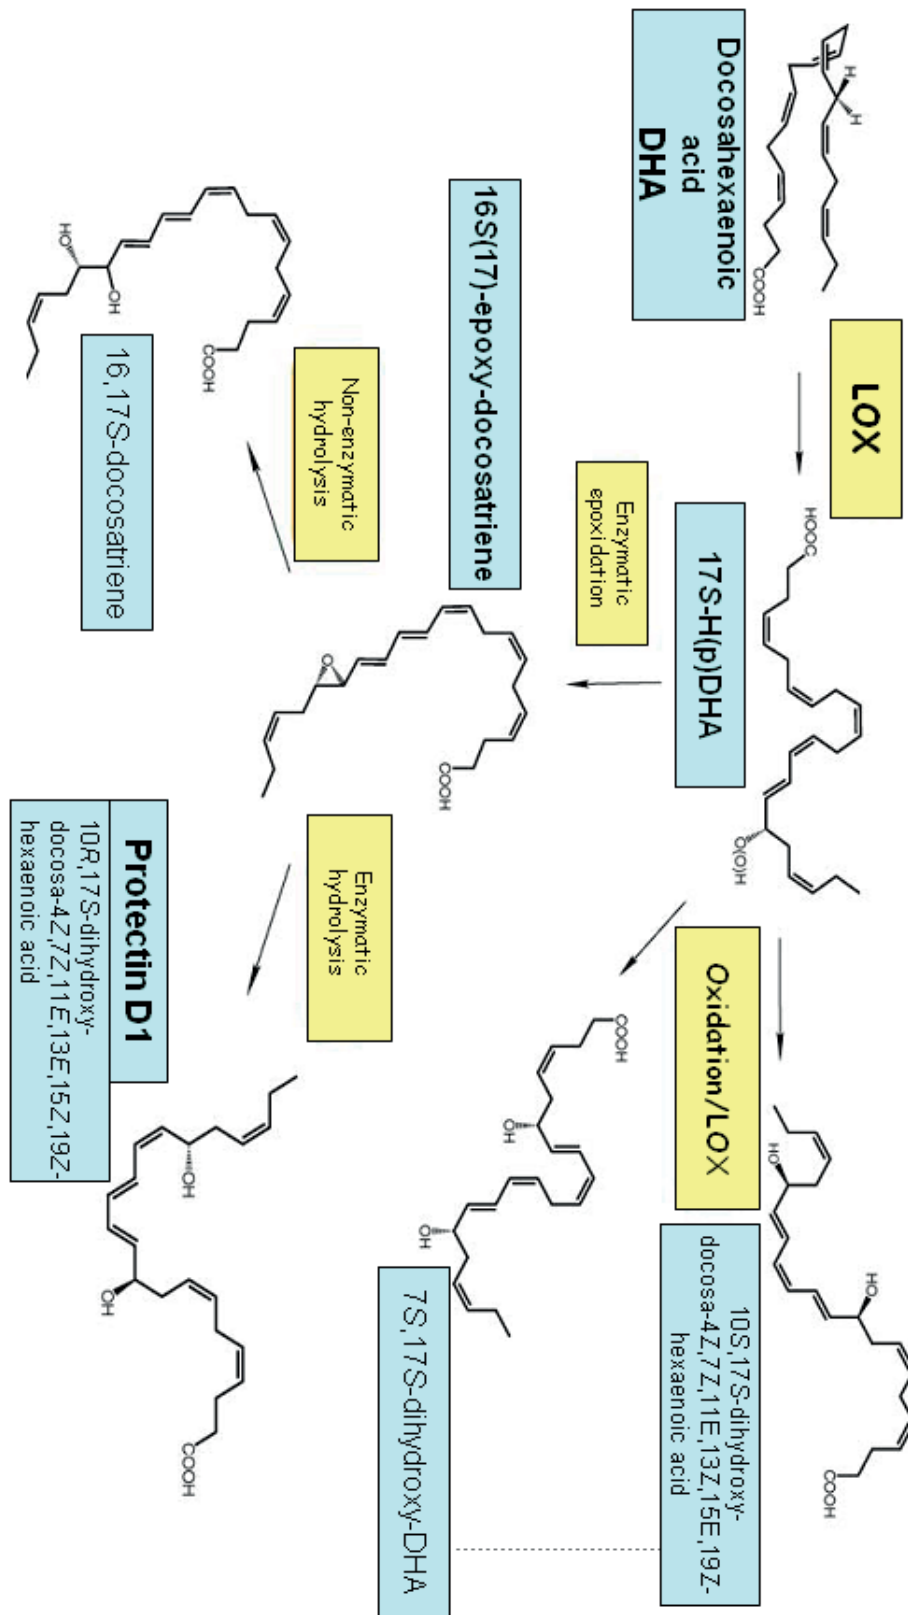 H
H
COOH
Docosahexaenoic
acid
DHA
LOX
HOOC
O(O)H
17S-H(p)DHA
Oxidation/LOX
HO
HO
COOH
10S,17S-dihydroxy-
docosa-4Z,7Z,11E,13Z,15E,19Z-
hexaenoic acid
Enzymatic
epoxidation
COOH
OH
OH
7S,17S-dihydroxy-DHA
16S(17)-epoxy-docosatriene
O
COOH
Non-enzymatic
hydrolysis
Enzymatic
hydrolysis
HO
OH
COOH
16,17S-docosatriene
Protectin D1
10R,17S-dihydroxy-
docosa-4Z,7Z,11E,13E,15Z,19Z-
hexaenoic acid
OH
OH
COOH